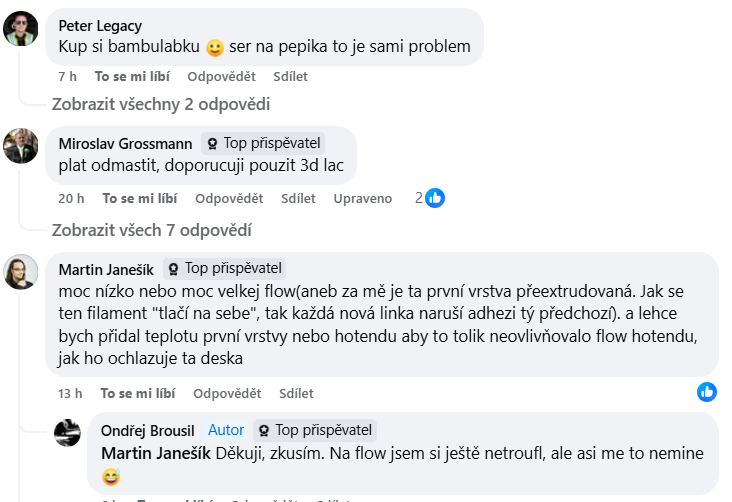 Peter Legacy
Kup si bambulabku 🙂 ser na pepika to je sami problem
7 h To se mi líbí Odpovědět Sdílet
Zobrazit všechny 2 odpovědi
Miroslav Grossmann Top přispěvatel
plat odmastit, doporucuji pouzit 3d lac
20 h To se mi líbí Odpovědět Sdílet Upraveno 2
Zobrazit všech 7 odpovědí
Martin Janešík Top přispěvatel
moc nízko nebo moc velkej flow(aneb za mě je ta první vrstva přeextrudovaná. Jak se
ten filament "tlačí na sebe", tak každá nová linka naruší adhezi tý předchozí). a lehce
bych přidal teplotu první vrstvy nebo hotendu aby to tolik neovlivňovalo flow hotendu,
jak ho ochlazuje ta deska
13 h To se mi líbí Odpovědět Sdílet
Ondřej Brousil Autor Top přispěvatel
Martin Janešík Děkuji, zkusím. Na flow jsem si ještě netroufl, ale asi me to nemine
😅